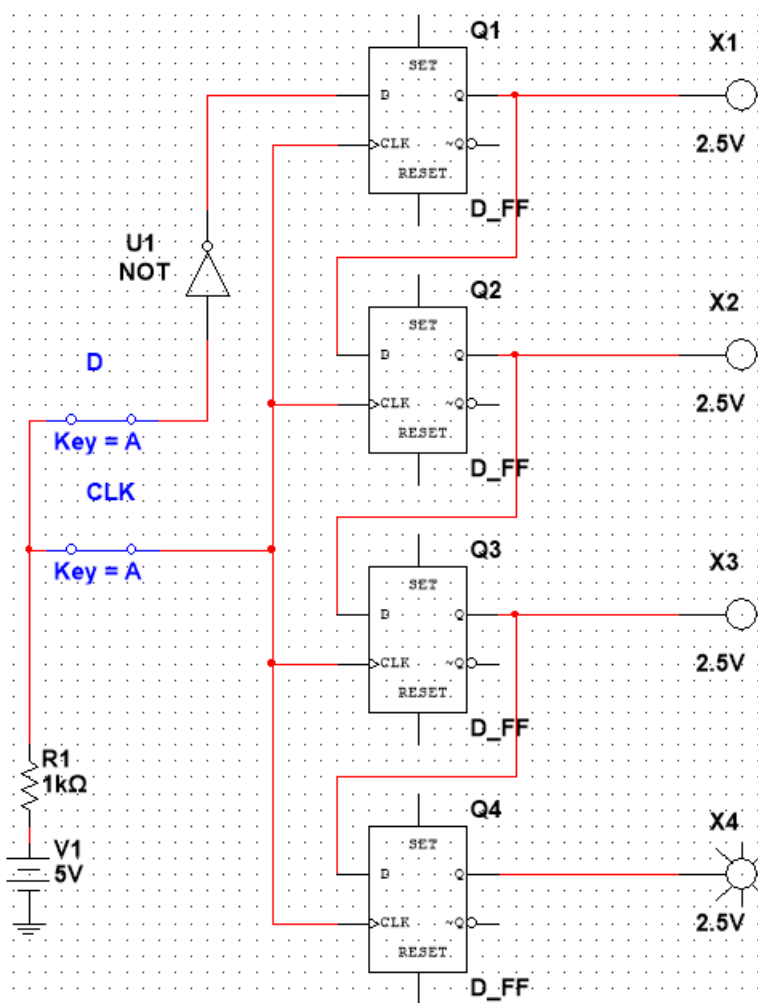 Q1
X1
SET
D
Q
CLK
~Q
RESET
2.5V
D_FF
U1
NOT
Q2
X2
SET
D
Q
CLK
~Q
RESET
2.5V
D_FF
D
Key = A
CLK
Key = A
Q3
X3
SET
D
Q
CLK
~Q
RESET
2.5V
D_FF
R1
1kΩ
V1
5V
Q4
X4
SET
D
Q
CLK
~Q
RESET
2.5V
D_FF